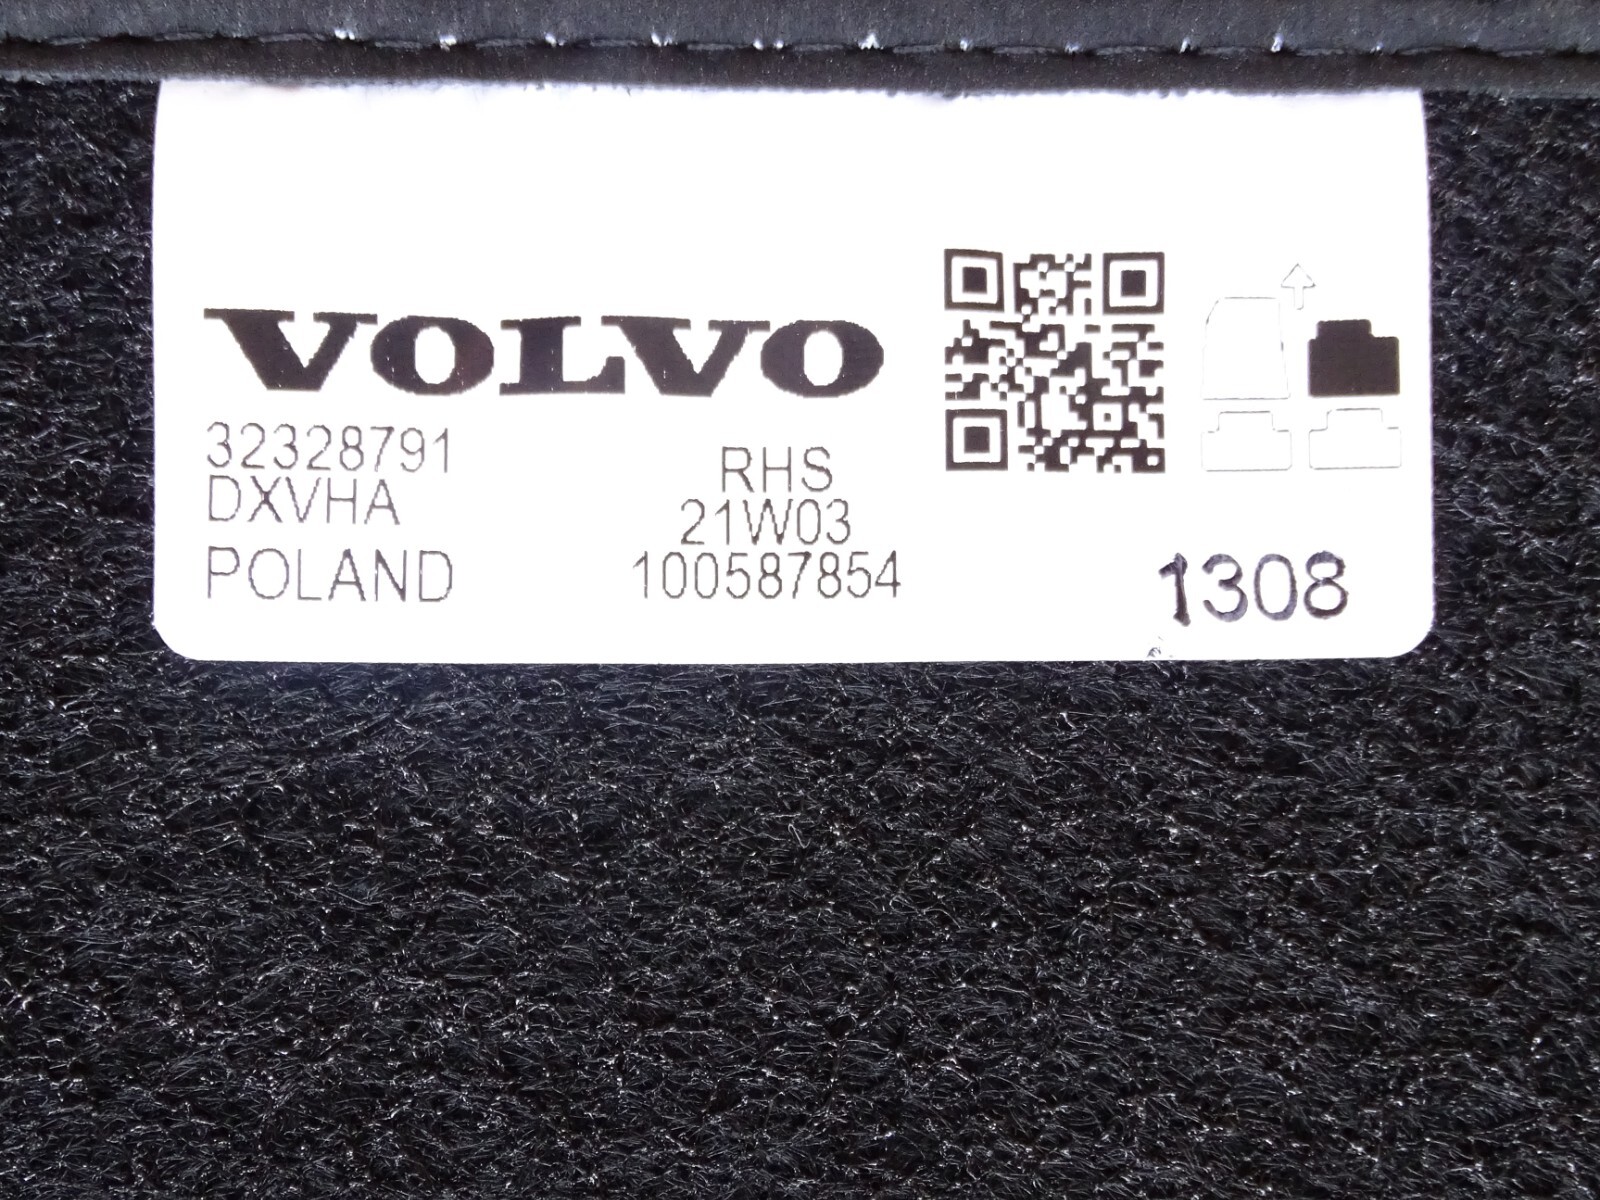 VOLVO
32328791
DXVHA
POLAND
RHS
21W03
100587854
1308